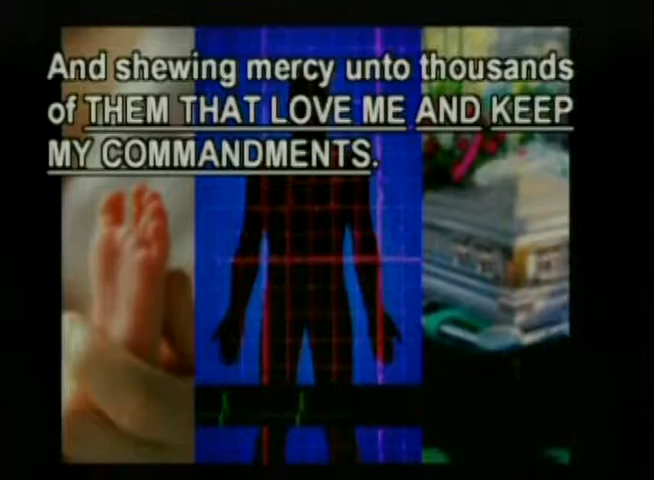 And shewing mercy unto thousands
of THEM THAT LOVE ME AND KEEP
MY COMMANDMENTS.